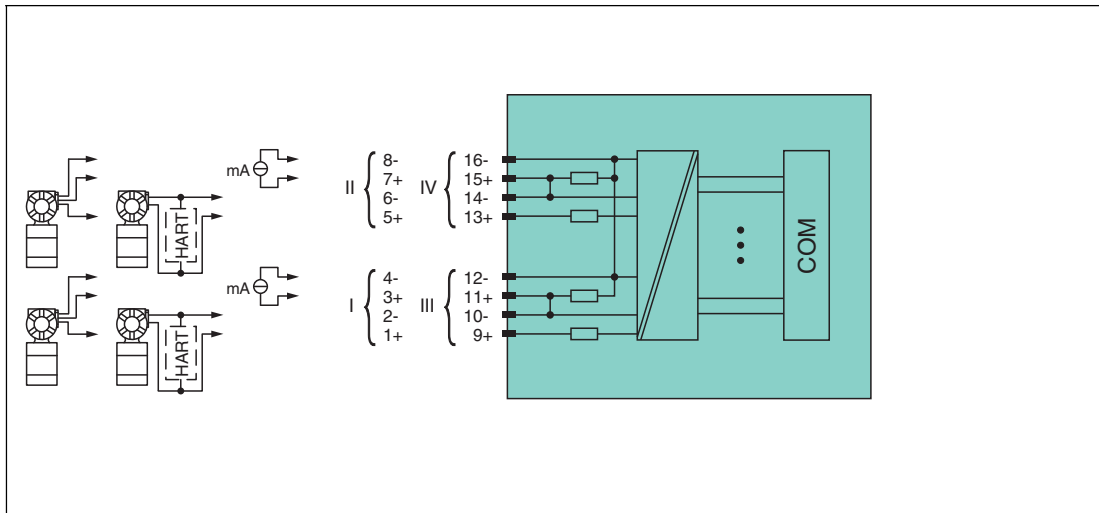 mA
II
8-
7+
6-
5+
IV
16-
15+
14-
13+
HART
mA
I
4-
3+
2-
1+
III
12-
11+
10-
9+
HART
COM